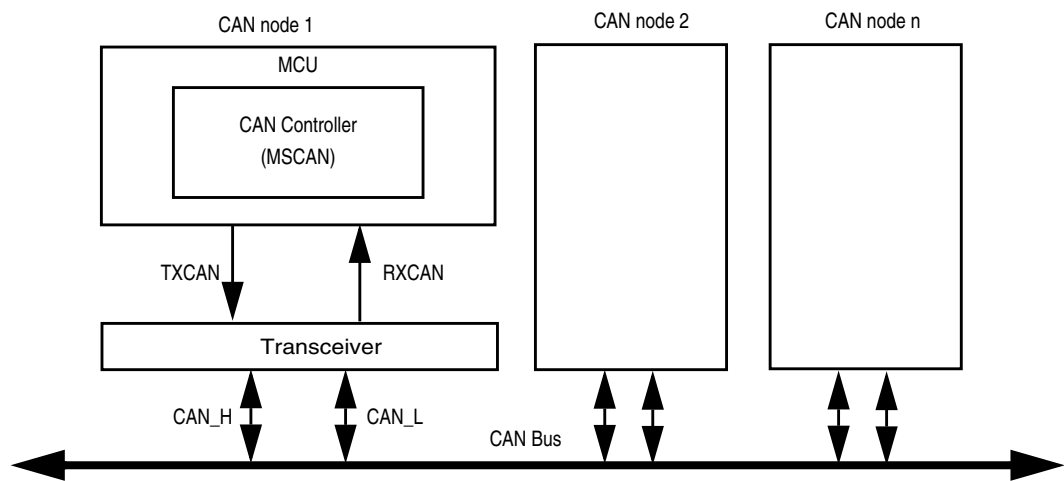 CAN node 1
CAN node 2
CAN node n
MCU
CAN Controller
(MSCAN)
TXCAN
RXCAN
Transceiver
CAN_H
CAN_L
CAN Bus